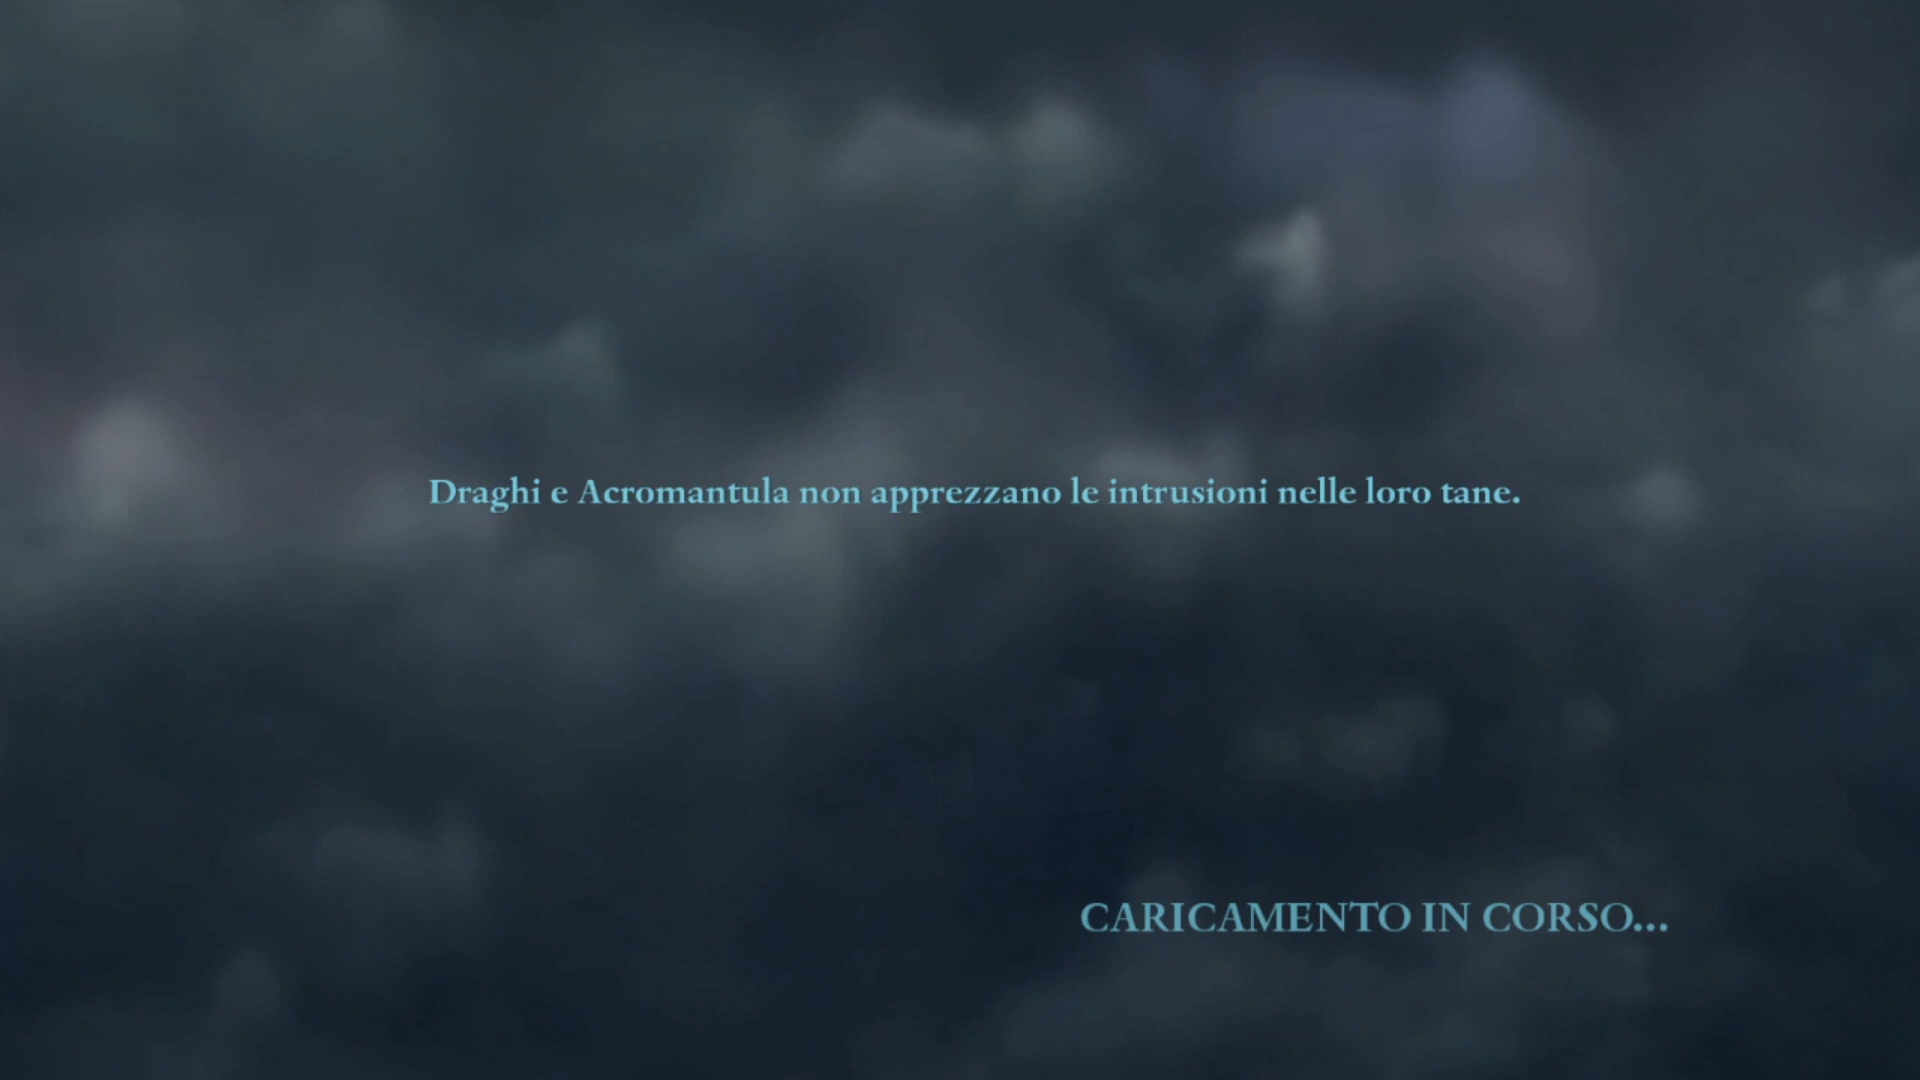 Draghi e Acromantula non apprezzano le intrusioni nelle loro tane.
CARICAMENTO IN CORSO...